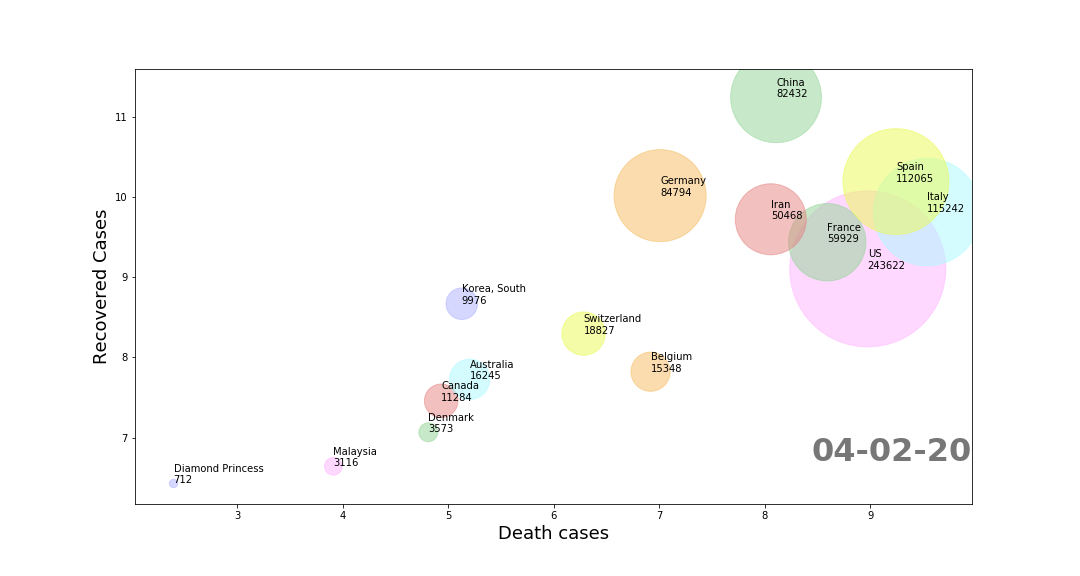 China
82432
Spain
112065
Germany
84794
Italy
115242
Iran
50468
France
59929
US
243622
Korea, South
9976
Switzerland
18827
Belgium
15348
Australia
16245
Canada
11284
Denmark
3573
Malaysia
3116
Diamond Princess
712
04-02-20
11
10
9
8
7
Recovered Cases
3 4 5 6 7 8 9
Death cases